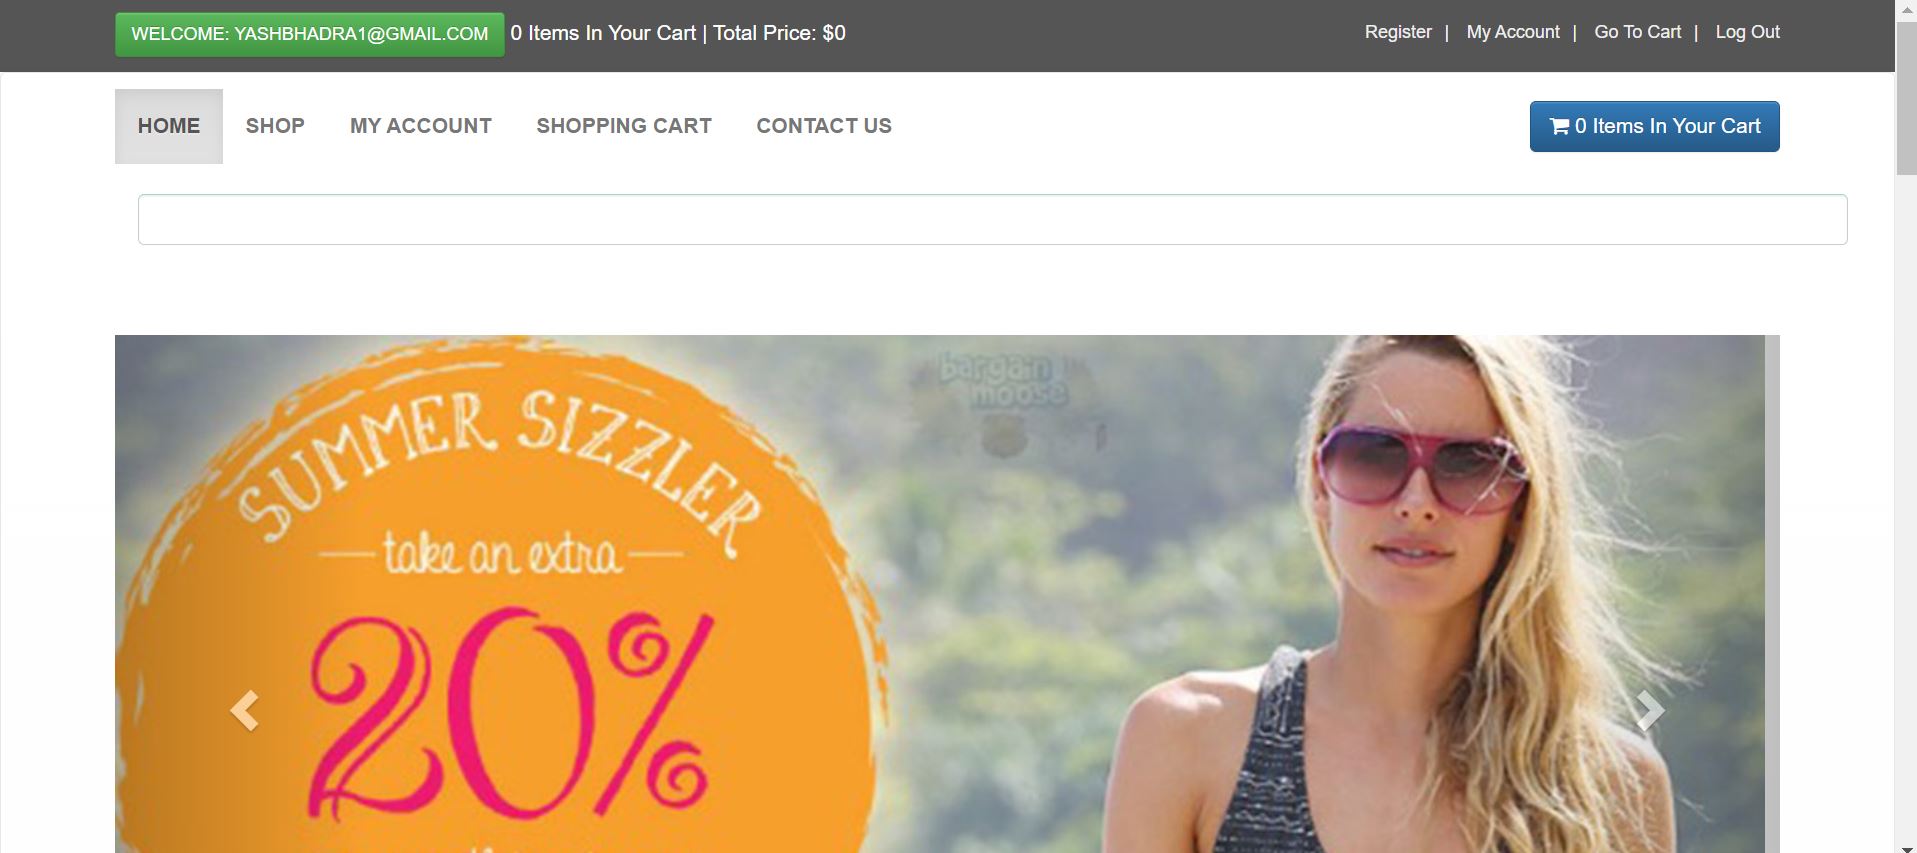 WELCOME: YASHBHADRA1@GMAIL.COM 0 Items In Your Cart | Total Price: $0
Register | My Account | Go To Cart | Log Out
HOME SHOP MY ACCOUNT SHOPPING CART CONTACT US
0 Items In Your Cart
bargain
moose
SUMMER SIZZLER
take an extra
20%